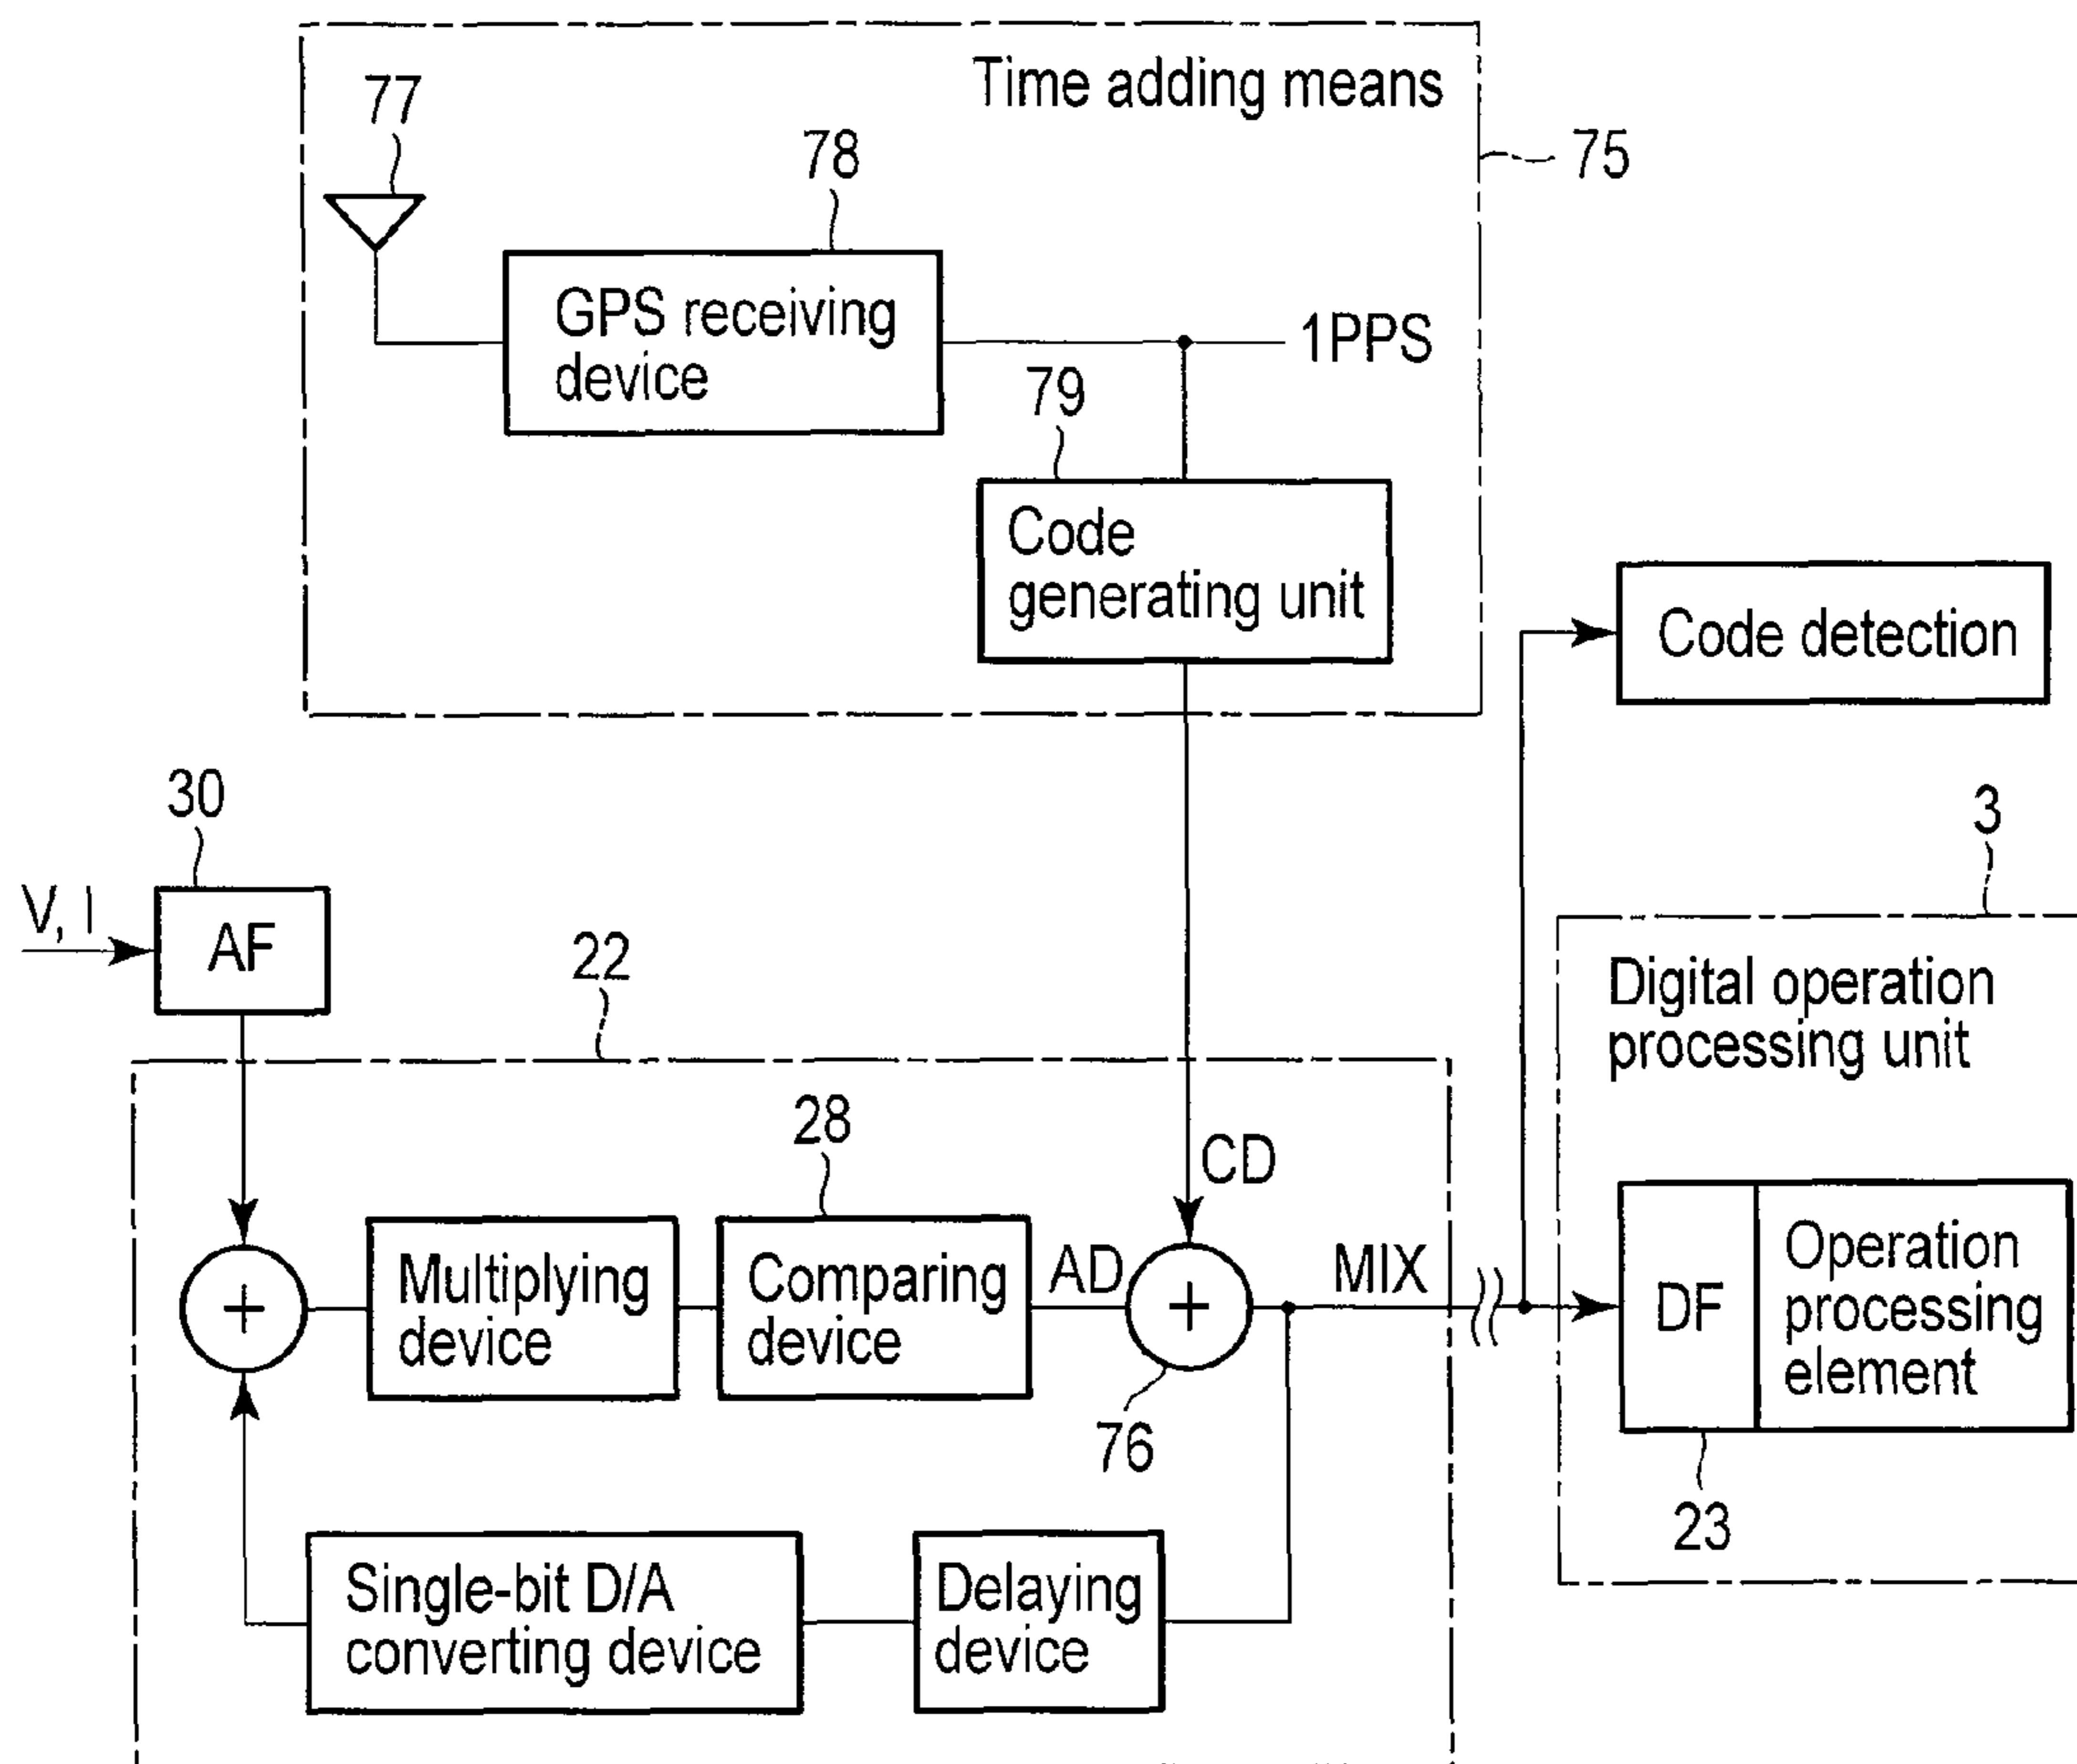 Time adding means
77
78
75
GPS receiving
device
1PPS
79
Code
generating unit
Code detection
30
V, I
AF
3
22
Digital operation
processing unit
28
CD
Multiplying
device
Comparing
device
AD
MIX
DF
Operation
processing
element
76
23
Single-bit D/A
converting device
Delaying
device